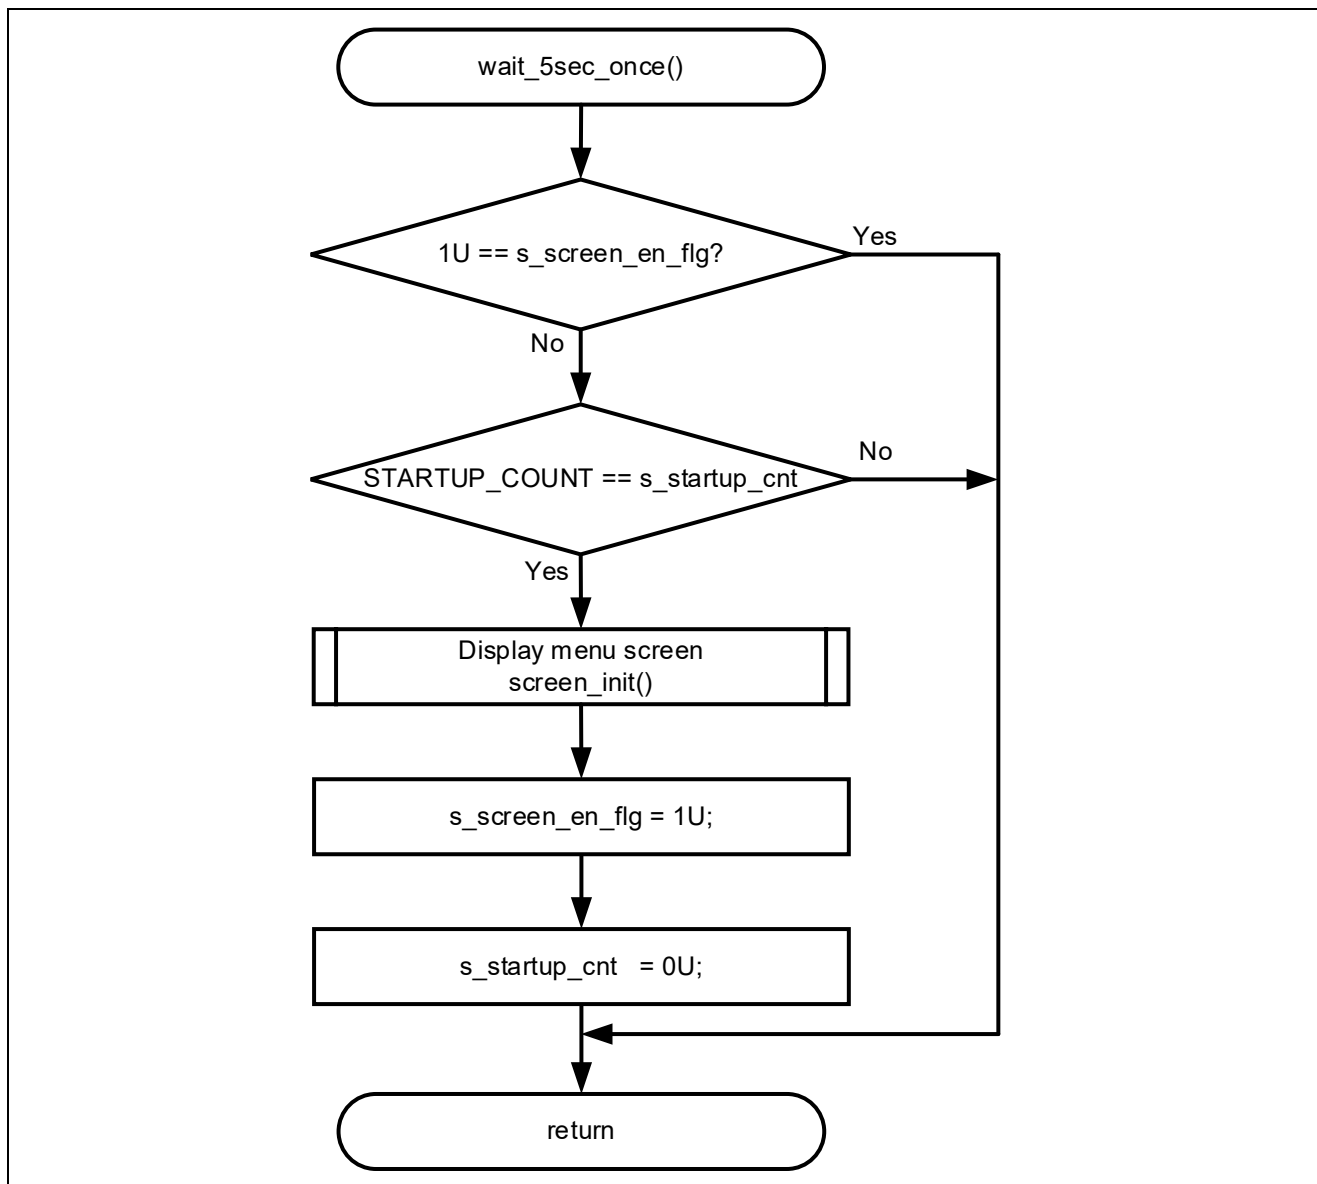 wait_5sec_once()
1U == s_screen_en_flg?
Yes
No
STARTUP_COUNT == s_startup_cnt
No
Yes
Display menu screen
screen_init()
s_screen_en_flg = 1U;
s_startup_cnt   = 0U;
return